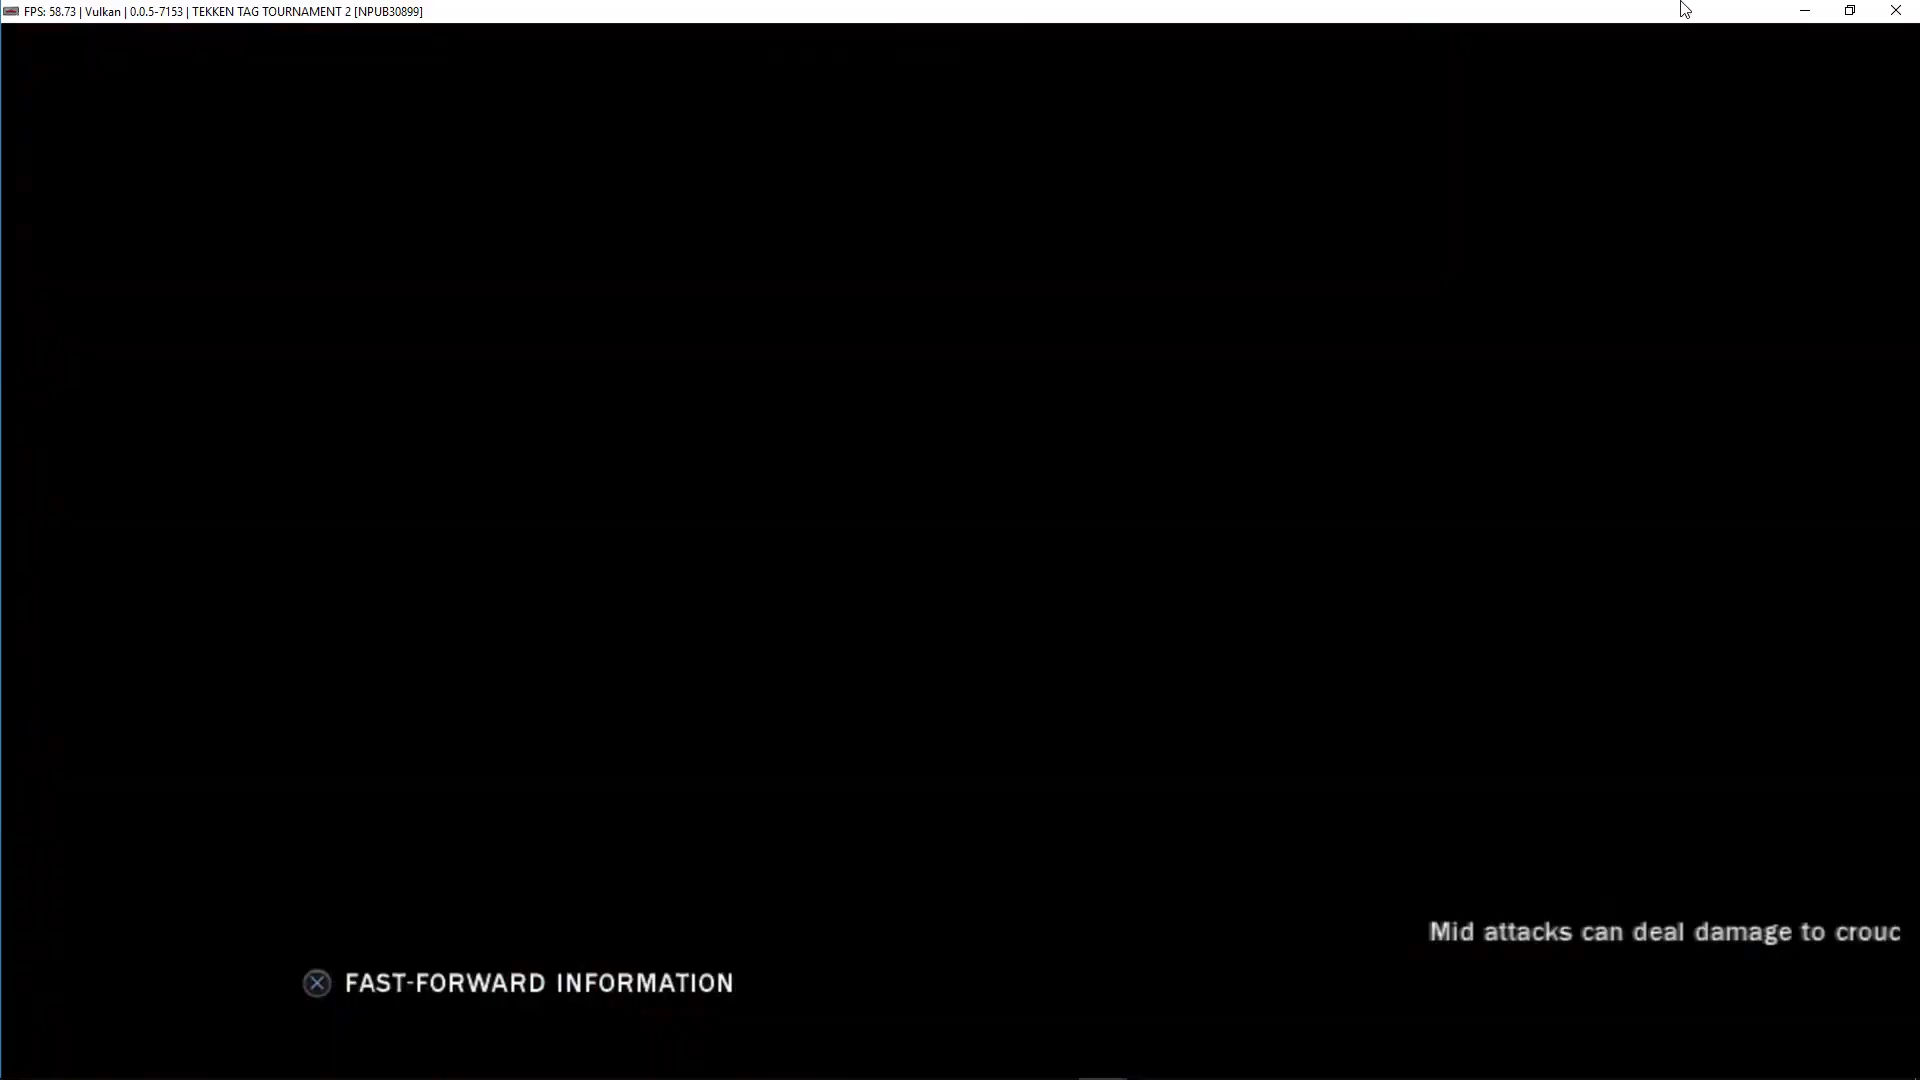 FPS: 58.73 | Vulkan | 0.0.5-7153 | TEKKEN TAG TOURNAMENT 2 [NPUB30899]
Mid attacks can deal damage to crouc
FAST-FORWARD INFORMATION